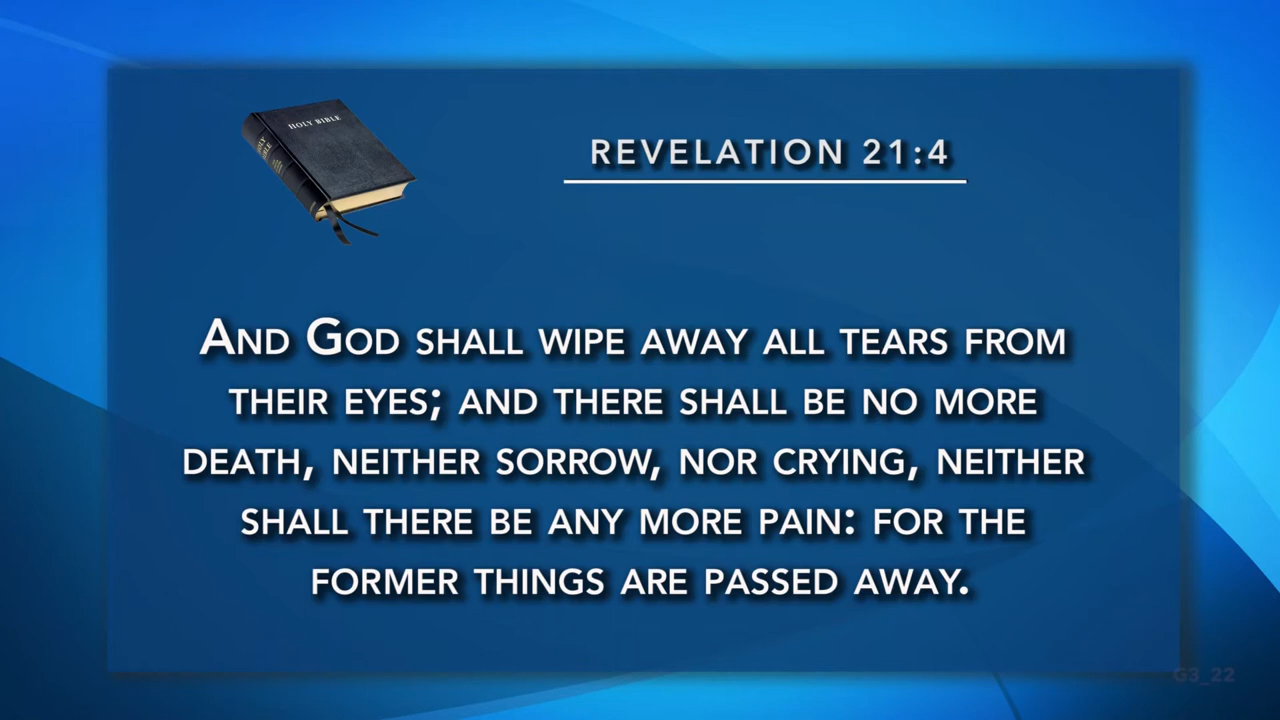 HOLY BIBLE
HOLY
BIBLE
REVELATION 21:4
AND GOD SHALL WIPE AWAY ALL TEARS FROM
THEIR EYES; AND THERE SHALL BE NO MORE
DEATH, NEITHER SORROW, NOR CRYING, NEITHER
SHALL THERE BE ANY MORE PAIN: FOR THE
FORMER THINGS ARE PASSED AWAY.
G3_22